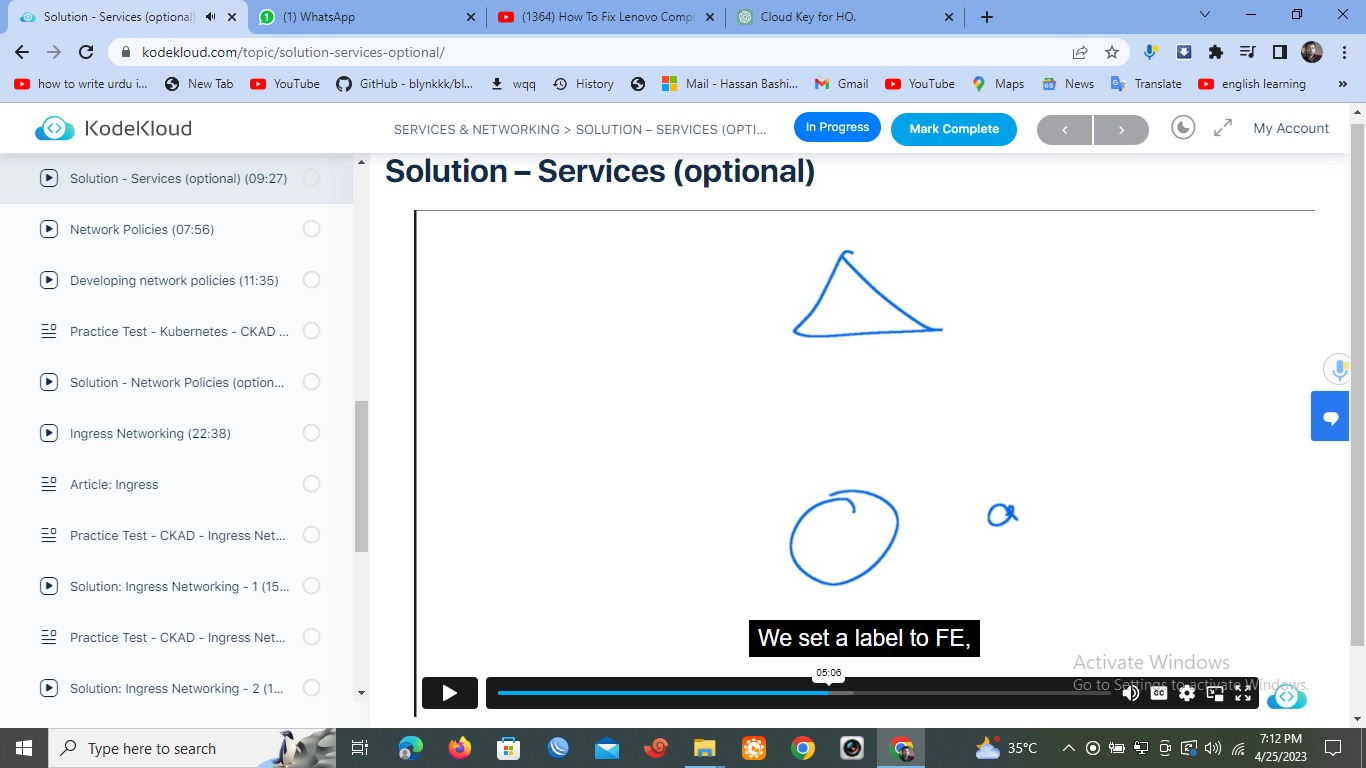 Solution - Services (optional)
(1) WhatsApp
(1364) How To Fix Lenovo Compu
Cloud Key for HO.
kodekloud.com/topic/solution-services-optional/
how to write urdu i...
New Tab
YouTube
GitHub - blynkkk/bl...
wqq
History
Mail - Hassan Bashi...
Gmail
YouTube
Maps
News
Translate
english learning
KodeKloud
SERVICES & NETWORKING > SOLUTION – SERVICES (OPTI...
In Progress
Mark Complete
My Account
Solution - Services (optional) (09:27)
Network Policies (07:56)
Developing network policies (11:35)
Practice Test - Kubernetes - CKAD ...
Solution - Network Policies (option...
Ingress Networking (22:38)
Article: Ingress
Practice Test - CKAD - Ingress Net...
Solution: Ingress Networking - 1 (15...
Practice Test - CKAD - Ingress Net...
Solution: Ingress Networking - 2 (1...
Solution – Services (optional)
We set a label to FE,
05:06
CC
Activate Windows
Go to Settings to activate Windows.
Type here to search
35°C
7:12 PM
4/25/2023